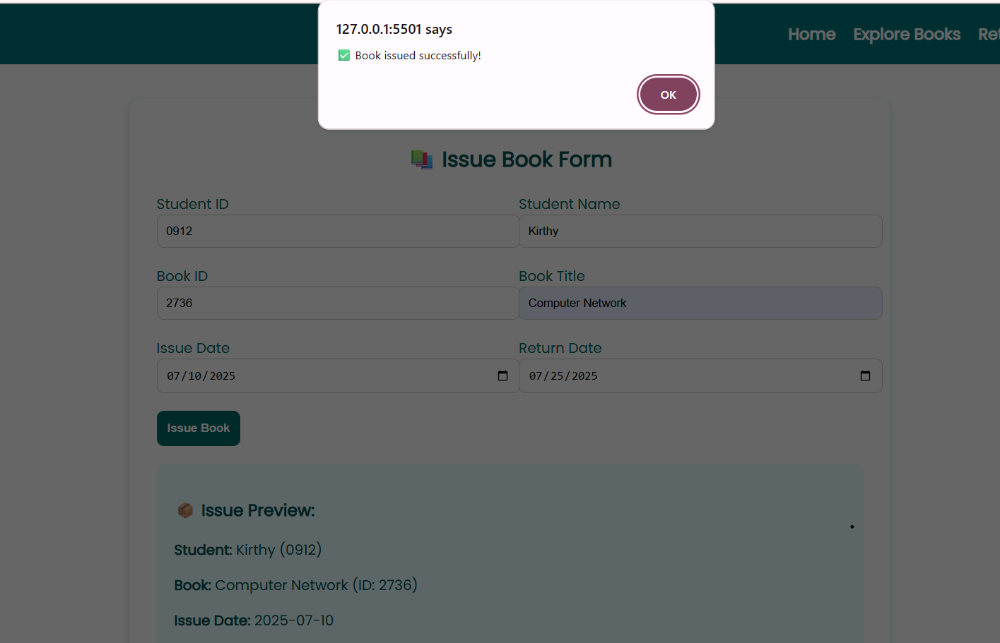 127.0.0.1:5501 says
✅ Book issued successfully!
OK
Home Explore Books Ret
📚 Issue Book Form
Student ID Student Name
0912 Kirthy
Book ID Book Title
2736 Computer Network
Issue Date Return Date
07/10/2025 07/25/2025
Issue Book
📦 Issue Preview:
Student: Kirthy (0912)
Book: Computer Network (ID: 2736)
Issue Date: 2025-07-10